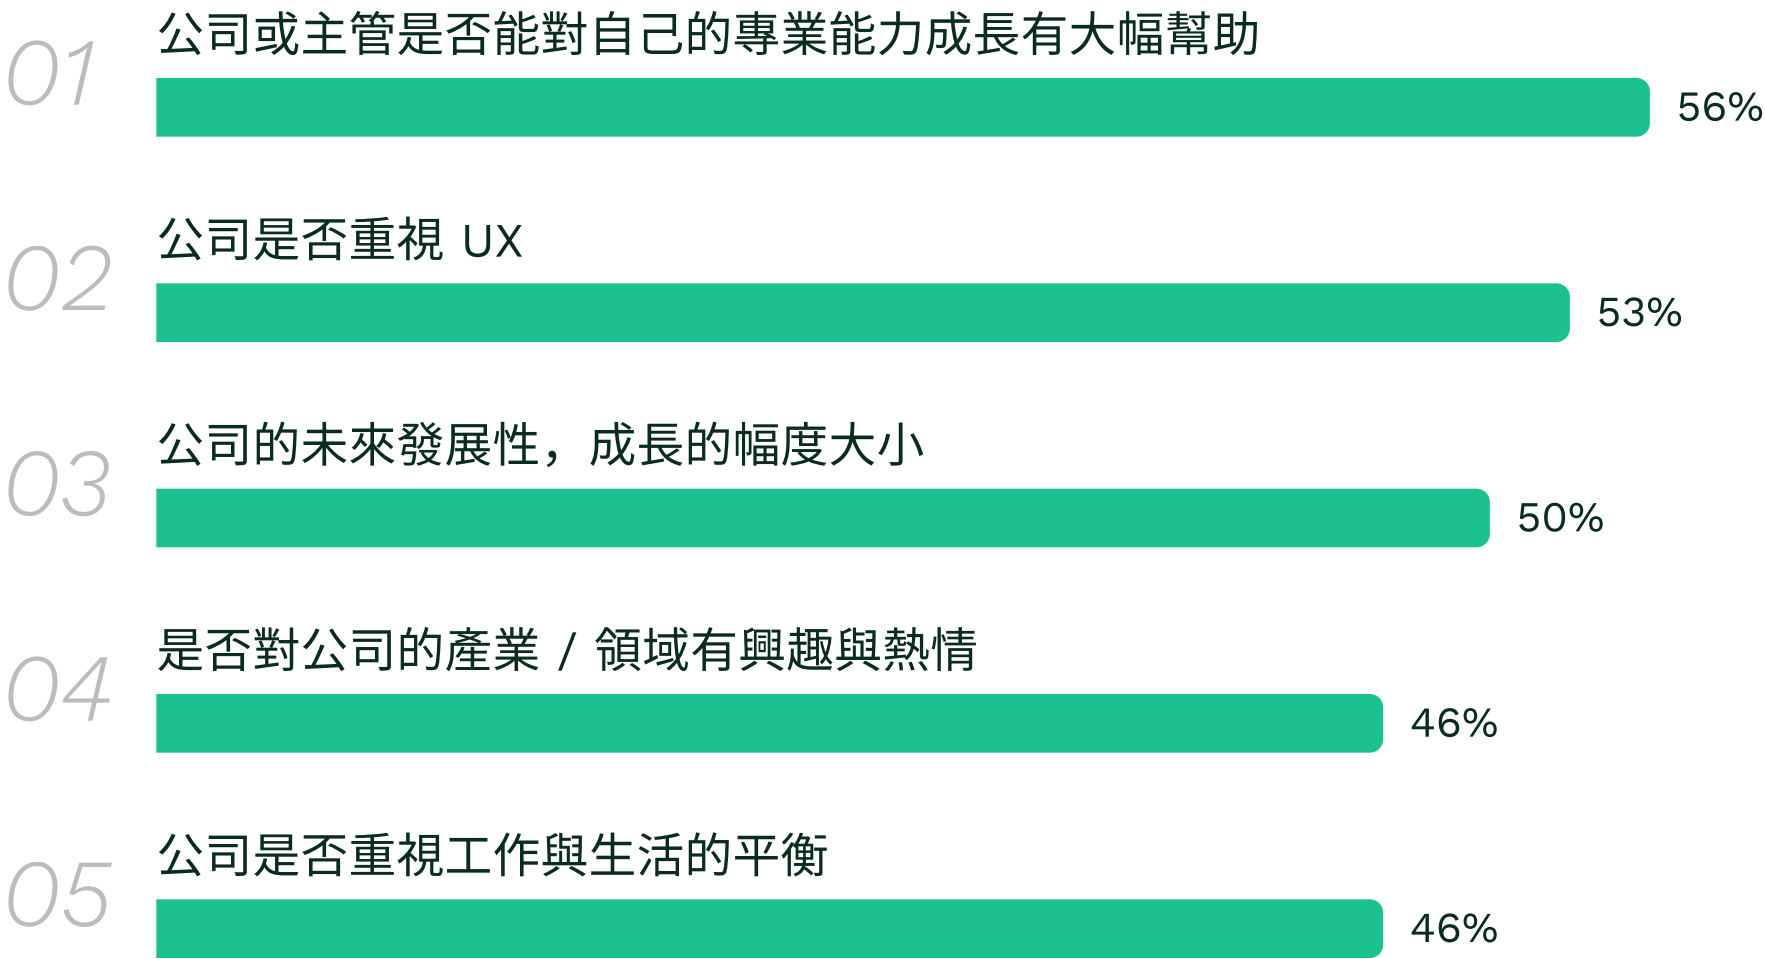 01
公司或主管是否能對自己的專業能力成長有大幅幫助
56%
02
公司是否重視 UX
53%
03
公司的未來發展性，成長的幅度大小
50%
04
是否對公司的產業 / 領域有興趣與熱情
46%
05
公司是否重視工作與生活的平衡
46%